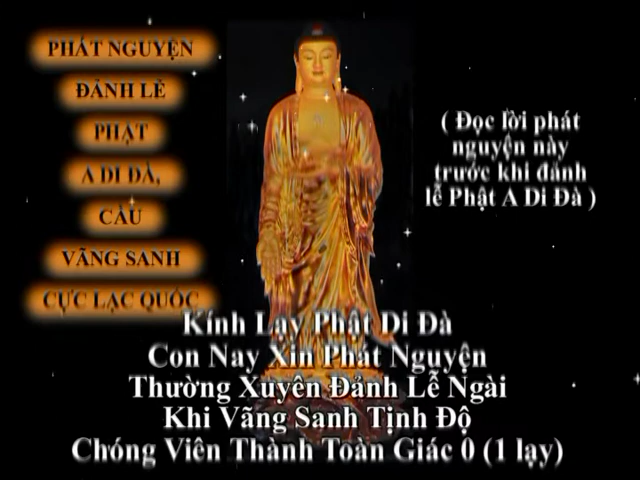 PHÁT NGUYỆN
ĐẢNH LỄ
PHẬT
A DI ĐÀ,
CẦU
VÃNG SANH
CỰC LẠC QUỐC
( Đọc lời phát
nguyện này
trước khi đảnh
lễ Phật A Di Đà )
Kính Lạy Phật Di Đà
Con Nay Xin Phát Nguyện
Thường Xuyên Đảnh Lễ Ngài
Khi Vãng Sanh Tịnh Độ
Chóng Viên Thành Toàn Giác 0 (1 lạy)